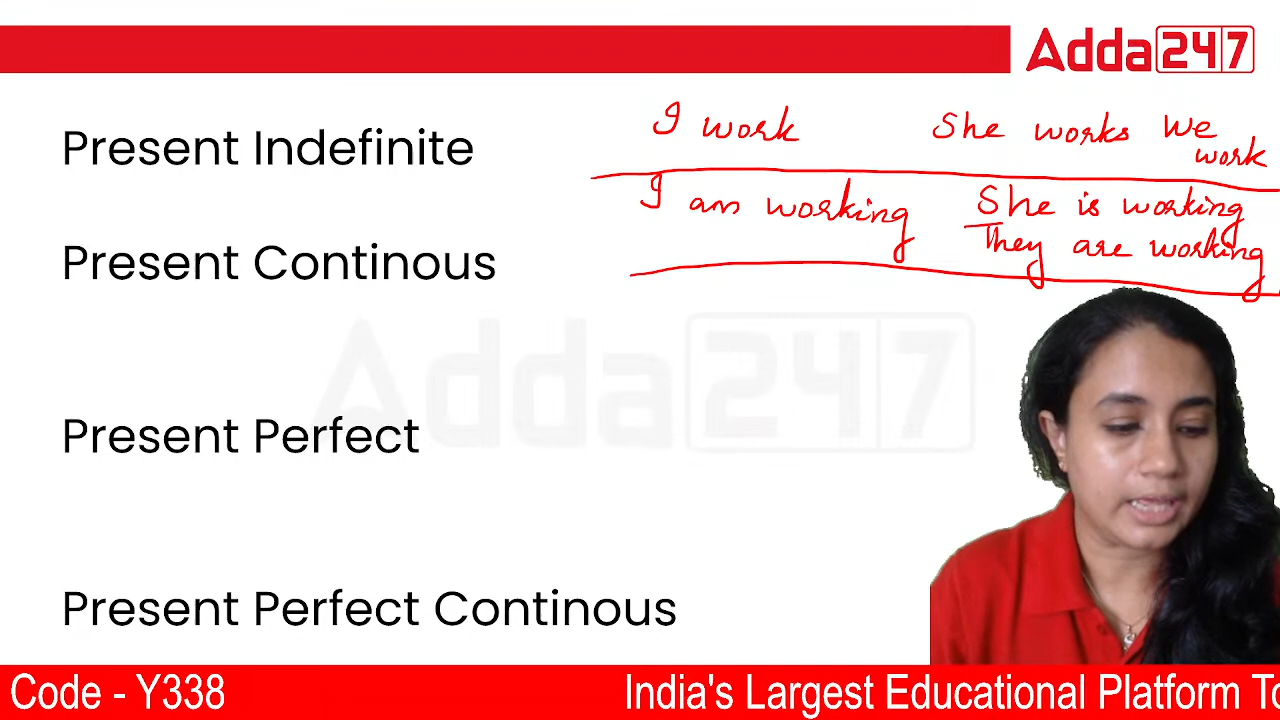 Adda247
Present Indefinite
I work She works We
work
I am working She is working
They are working
Present Continous
Adda247
Present Perfect
Present Perfect Continous
Code - Y338 India's Largest Educational Platform To